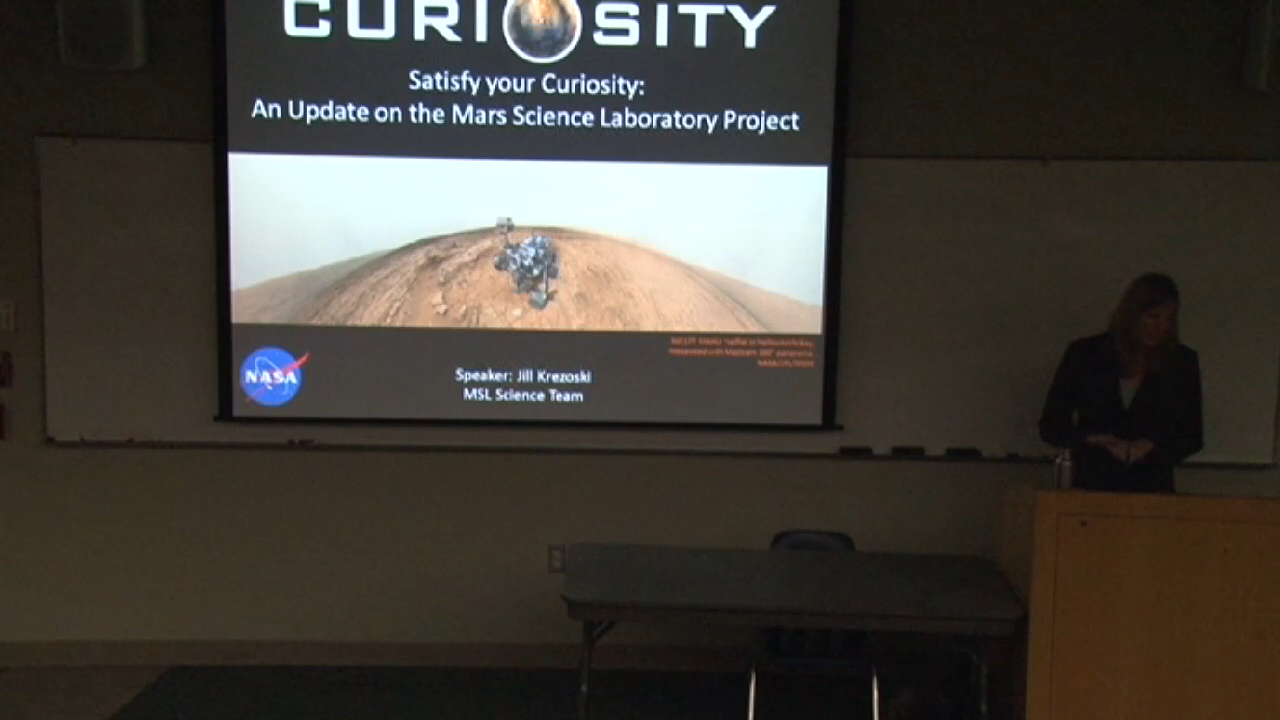 CURIOSITY
Satisfy your Curiosity:
An Update on the Mars Science Laboratory Project
NASA
Speaker: Jill Krezoski
MSL Science Team